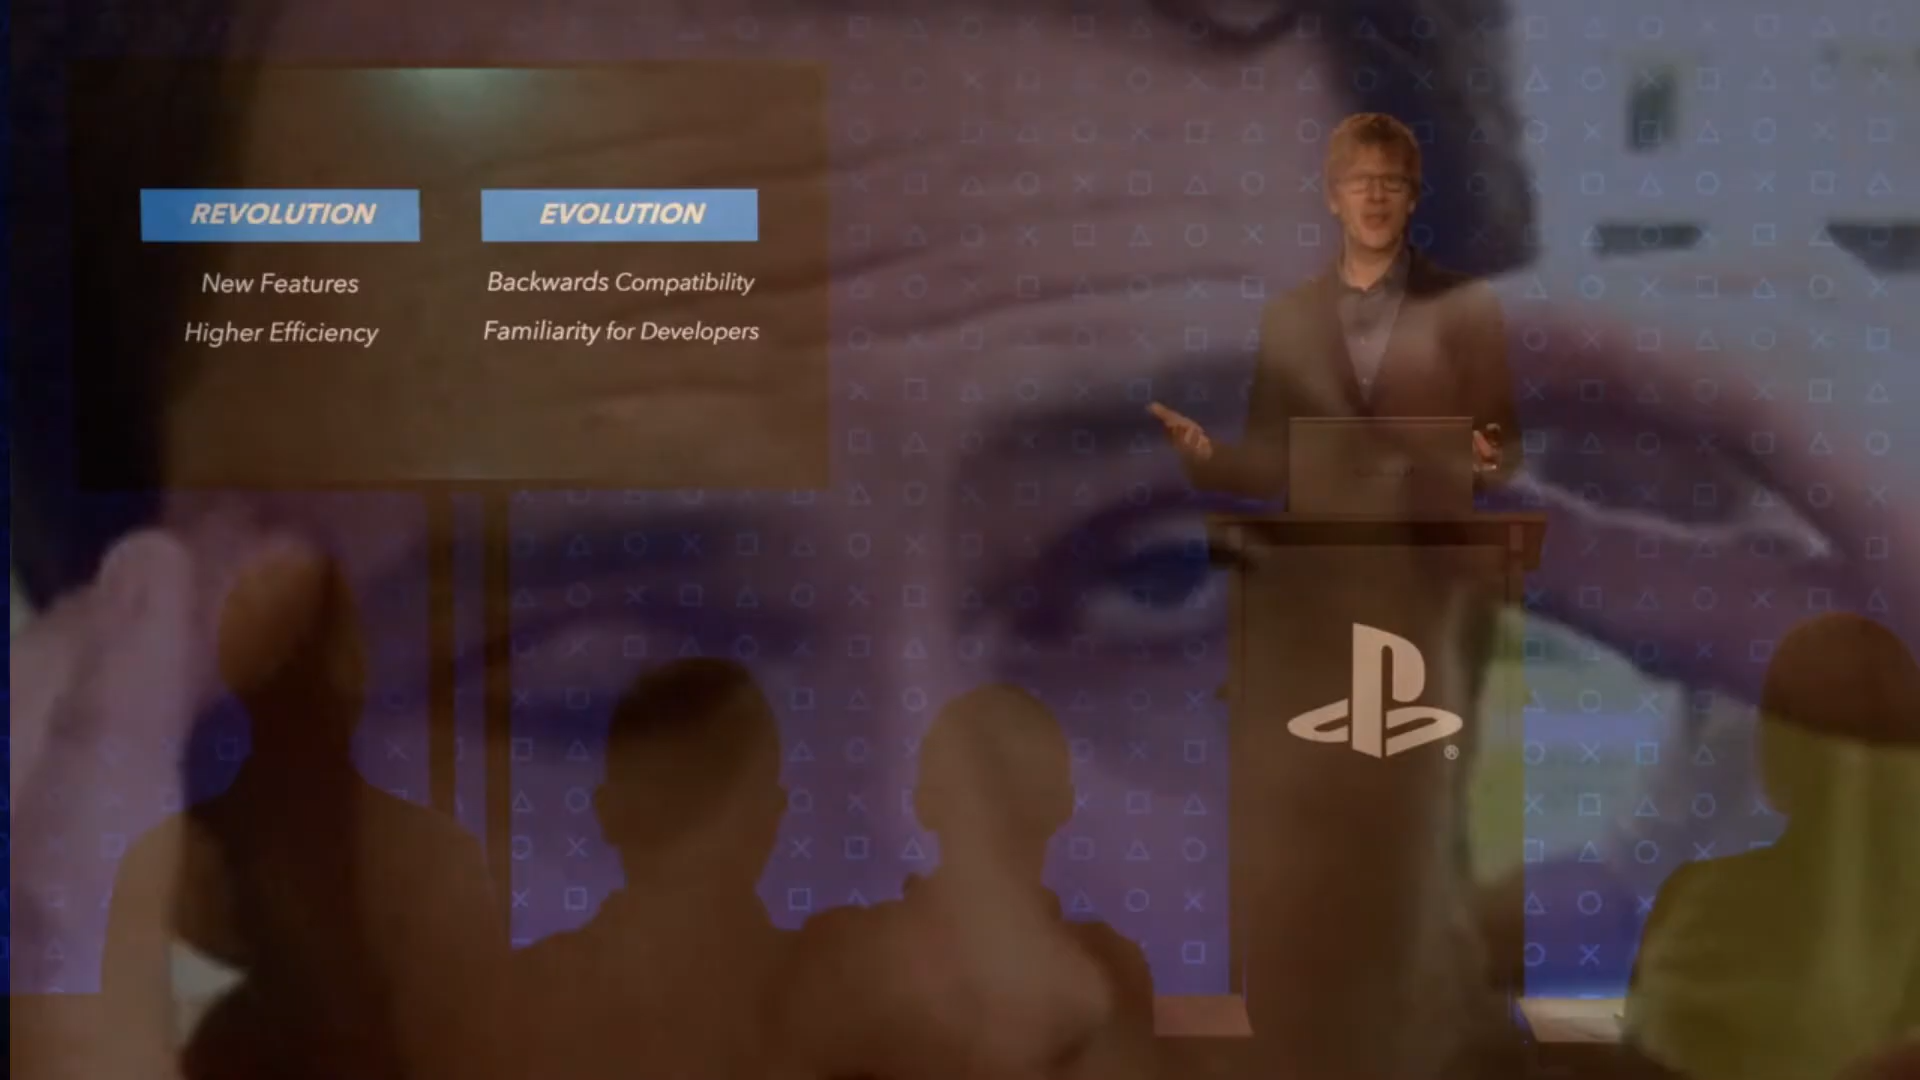 REVOLUTION
New Features
Higher Efficiency
EVOLUTION
Backwards Compatibility
Familiarity for Developers
®